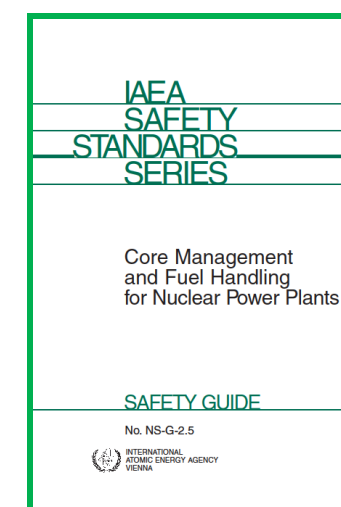 IAEA
SAFETY
STANDARDS
SERIES
Core Management
and Fuel Handling
for Nuclear Power Plants
SAFETY GUIDE
No. NS-G-2.5
INTERNATIONAL
ATOMIC ENERGY AGENCY
VIENNA